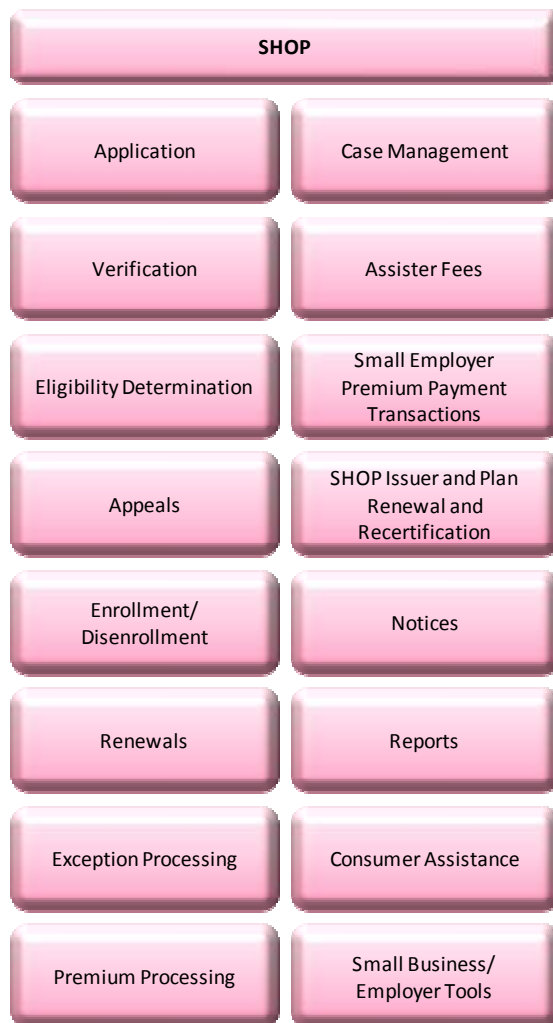 SHOP
Application
Case Management
Verification
Assister Fees
Eligibility Determination
Small Employer
Premium Payment
Transactions
Appeals
SHOP Issuer and Plan
Renewal and
Recertification
Enrollment/
Disenrollment
Notices
Renewals
Reports
Exception Processing
Consumer Assistance
Premium Processing
Small Business/
Employer Tools